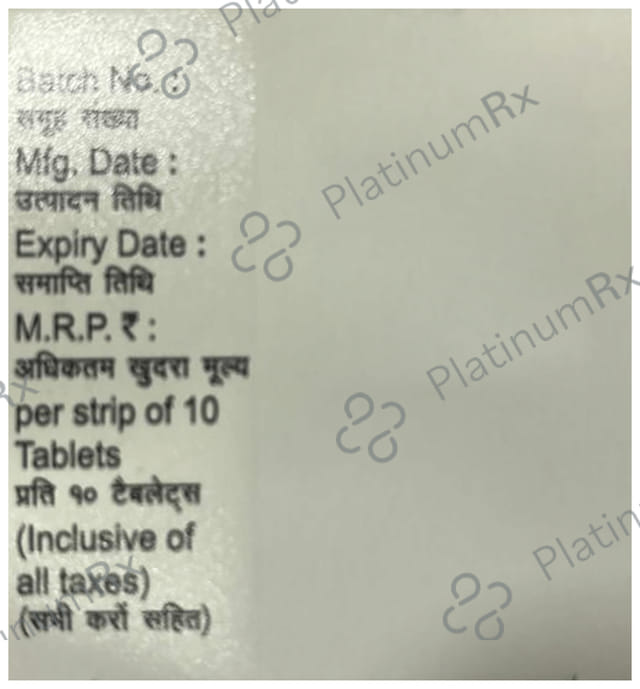 Batch No. :
समूह संख्या
Mfg. Date :
उत्पादन तिथि
Expiry Date :
समाप्ति तिथि
M.R.P. ₹ :
अधिकतम खुदरा मूल्य
per strip of 10
Tablets
प्रति १० टैबलेट्स
(Inclusive of
all taxes)
(सभी करों सहित)
PlatinumRx
PlatinumRx